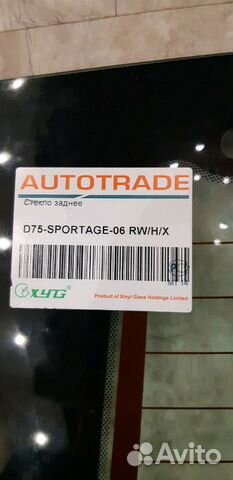 AUTOTRADE
Стекло заднее
D75-SPORTAGE-06 RW/H/X
XYG
Product of Xinyi Glass Holdings Limited
Avito